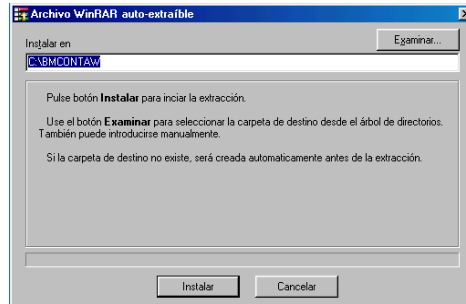 Archivo WinRAR auto-extraíble
Instalar en
Examinar...
C:\BMCONTAW
Pulse botón Instalar para inciar la extracción.
Use el botón Examinar para seleccionar la carpeta de destino desde el árbol de directorios.
También puede introducirse manualmente.
Si la carpeta de destino no existe, será creada automaticamente antes de la extracción.
Instalar
Cancelar